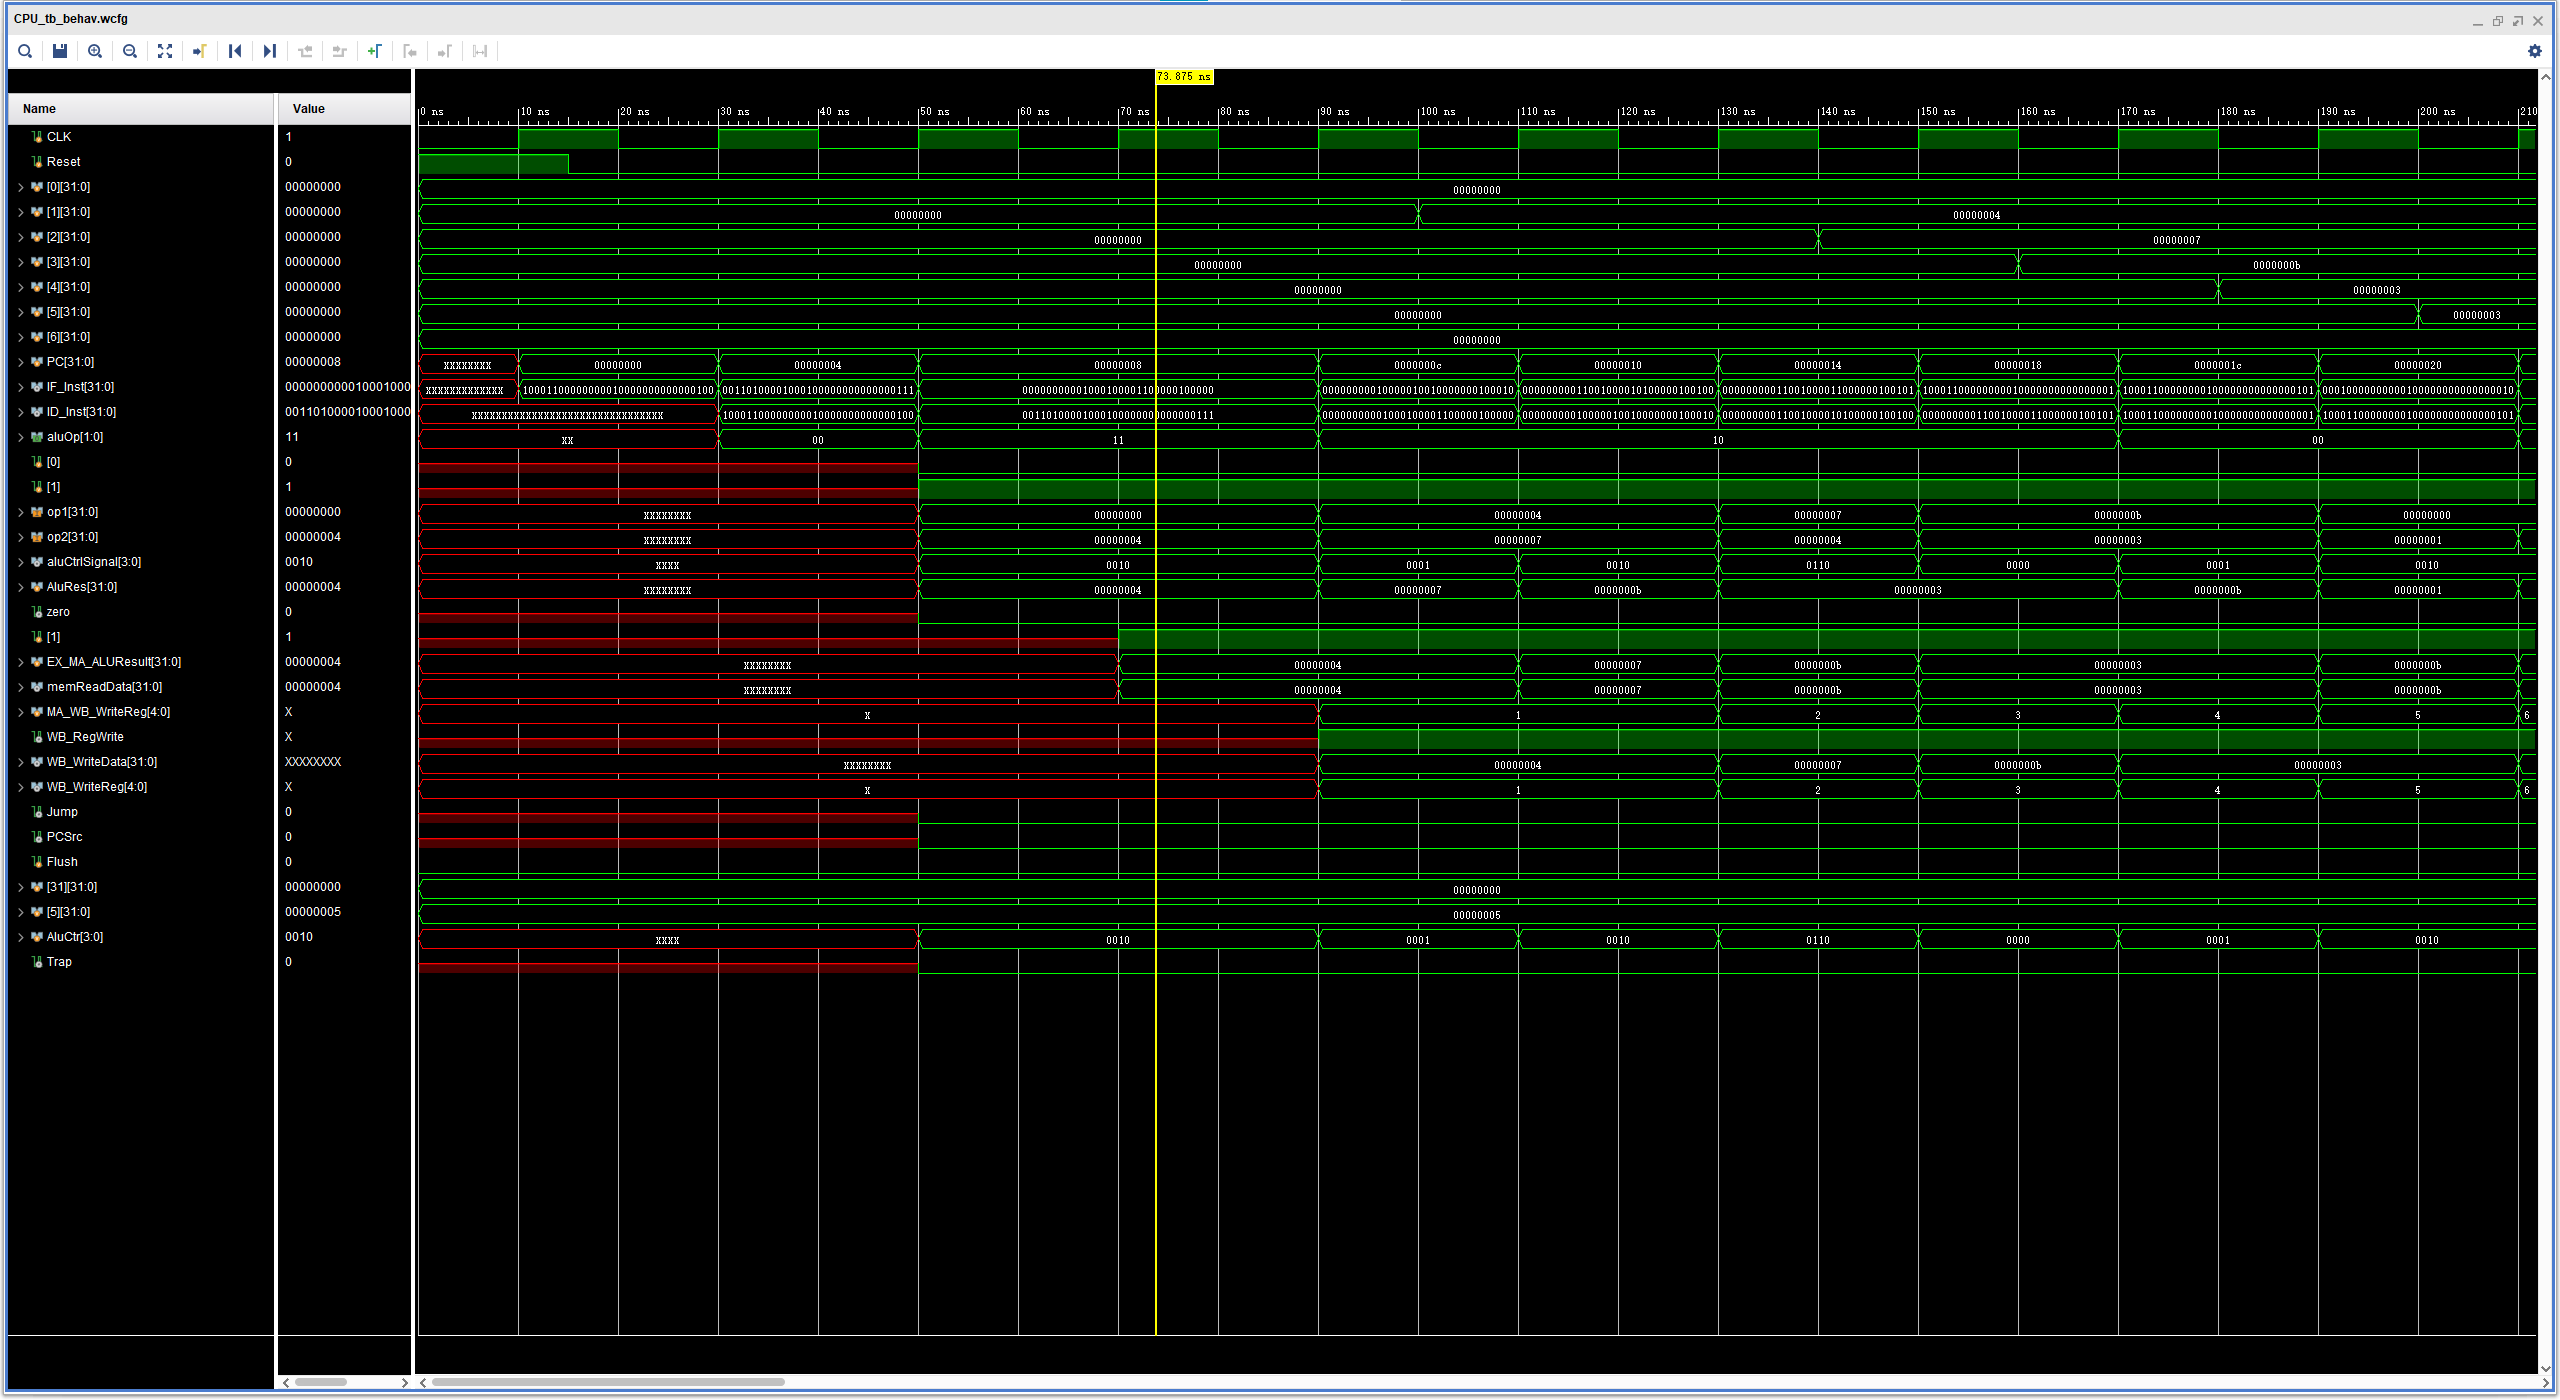 CPU_tb_behav.wcfg
73.875 ns
Name Value
0 ns 10 ns 20 ns 30 ns 40 ns 50 ns 60 ns 70 ns 80 ns 90 ns 100 ns 110 ns 120 ns 130 ns 140 ns 150 ns 160 ns 170 ns 180 ns 190 ns 200 ns 210
CLK 1
Reset 0
[0][31:0] 00000000 00000000
[1][31:0] 00000000 00000000 00000004
[2][31:0] 00000000 00000000 00000007
[3][31:0] 00000000 00000000 0000000b
[4][31:0] 00000000 00000000 00000003
[5][31:0] 00000000 00000000 00000003
[6][31:0] 00000000 00000000
PC[31:0] 00000008 XXXXXXXX 00000000 00000004 00000008 0000000c 00000010 00000014 00000018 0000001c 00000020
IF_Inst[31:0] 000000000010001000 XXXXXXXXXXXXX 10001100000000010000000000000100 00110100001000100000000000000111 00000000001000100001100000100000 00000000010000010010000000100010 00000000011001000010100000100100 00000000011001000011000000100101 10001100000000010000000000000001 10001100000000100000000000000101 00010000001000100000000000000010
ID_Inst[31:0] 001101000010001000 XXXXXXXXXXXXXXXXXXXXXXXXXXXXXXXX 10001100000000010000000000000100 00110100001000100000000000000111 00000000001000100001100000100000 00000000010000010010000000100010 00000000011001000010100000100100 00000000011001000011000000100101 10001100000000010000000000000001 10001100000000100000000000000101
aluOp[1:0] 11 XX 00 11 10 00
[0] 0
[1] 1
op1[31:0] 00000000 XXXXXXXX 00000000 00000004 00000007 0000000b 00000000
op2[31:0] 00000004 XXXXXXXX 00000004 00000007 00000004 00000003 00000001
aluCtrlSignal[3:0] 0010 XXXX 0010 0001 0010 0110 0000 0001 0010
AluRes[31:0] 00000004 XXXXXXXX 00000004 00000007 0000000b 00000003 0000000b 00000001
zero 0
[1] 1
EX_MA_ALUResult[31:0] 00000004 XXXXXXXX 00000004 00000007 0000000b 00000003 0000000b
memReadData[31:0] 00000004 XXXXXXXX 00000004 00000007 0000000b 00000003 0000000b
MA_WB_WriteReg[4:0] X X 1 2 3 4 5 6
WB_RegWrite X
WB_WriteData[31:0] XXXXXXXX XXXXXXXX 00000004 00000007 0000000b 00000003
WB_WriteReg[4:0] X X 1 2 3 4 5 6
Jump 0
PCSrc 0
Flush 0
[31][31:0] 00000000 00000000
[5][31:0] 00000005 00000005
AluCtr[3:0] 0010 XXXX 0010 0001 0010 0110 0000 0001 0010
Trap 0